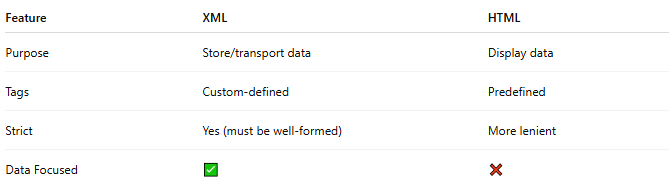 Feature XML HTML
Purpose Store/transport data Display data
Tags Custom-defined Predefined
Strict Yes (must be well-formed) More lenient
Data Focused ✅ ❌